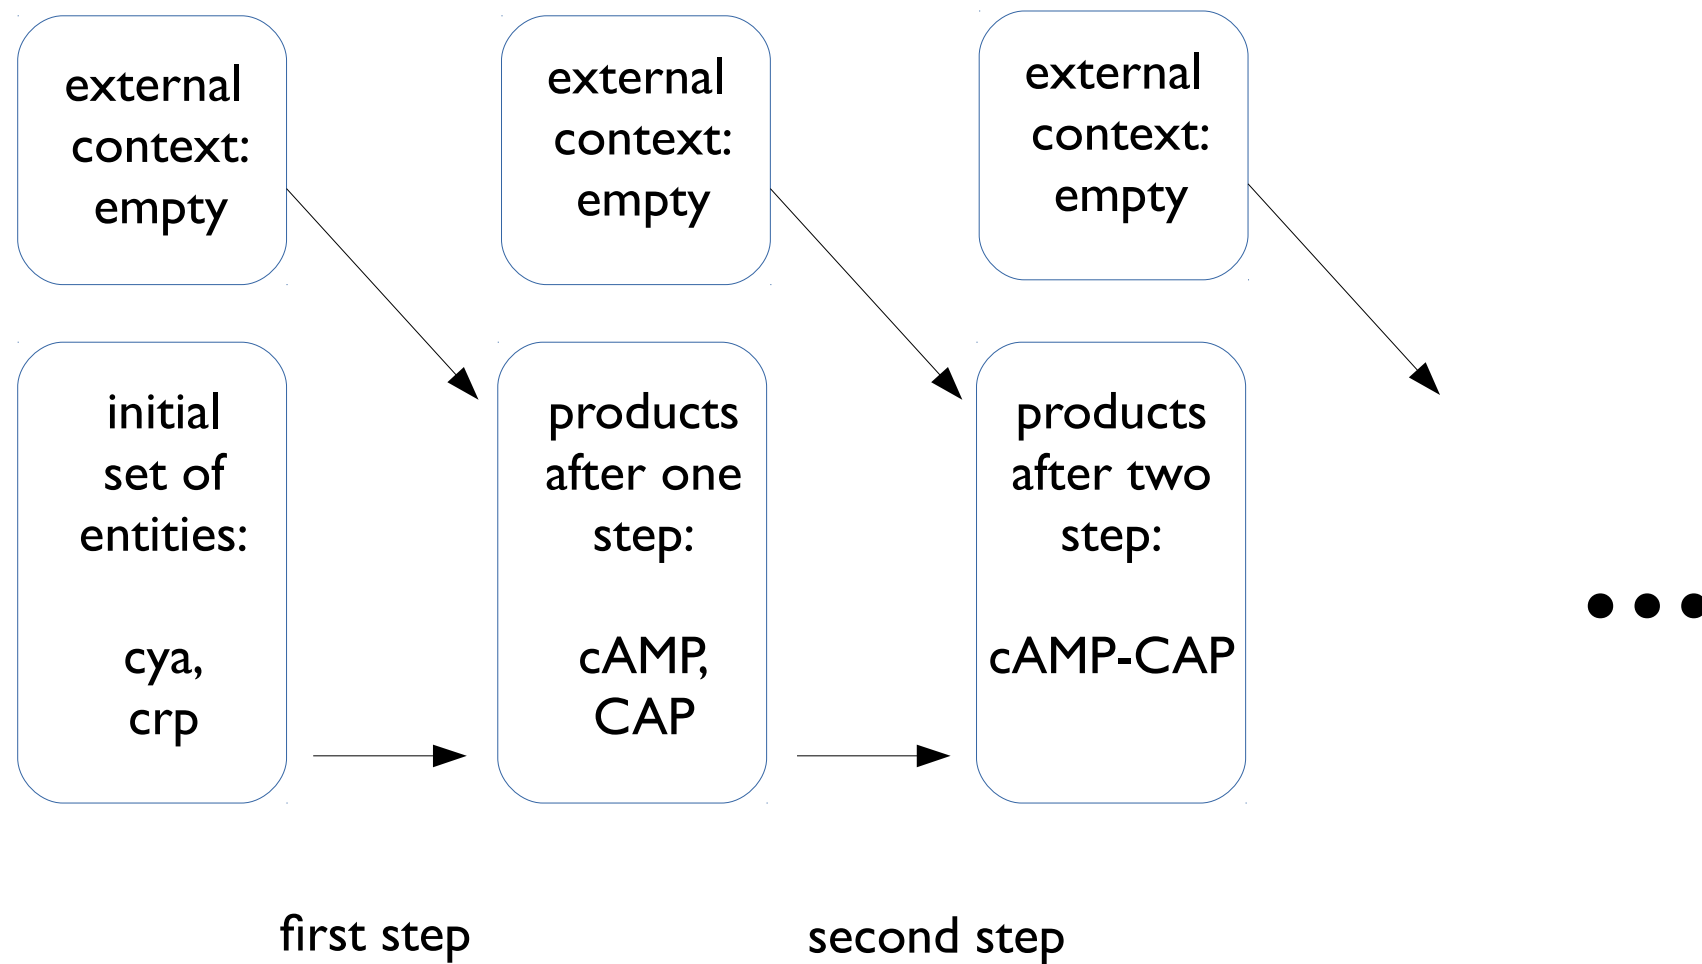 external
context:
empty
external
context:
empty
external
context:
empty
initial
set of
entities:
cya,
crp
products
after one
step:
cAMP,
CAP
products
after two
step:
cAMP-CAP
first step
second step